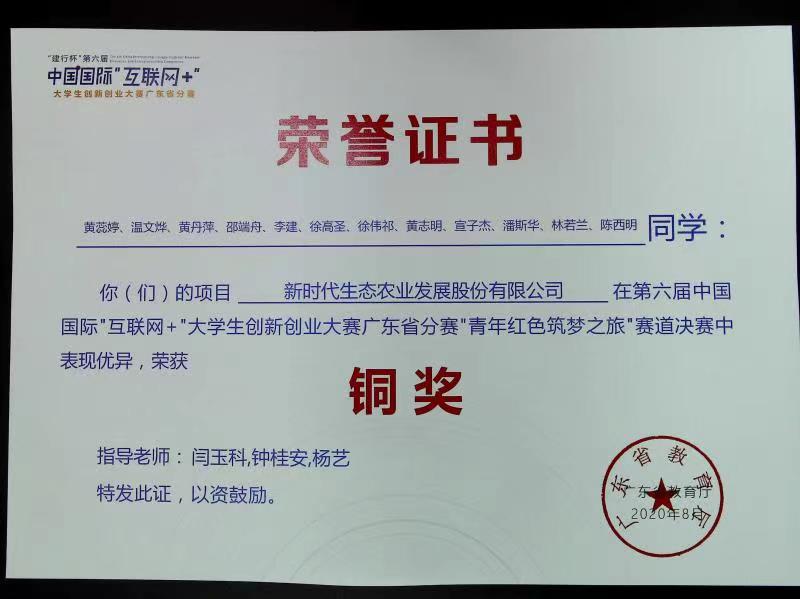 "建行杯"第六届
中国国际"互联网+"
大学生创新创业大赛广东省分赛
荣誉证书
黄蕊婷、温文烨、黄丹萍、邵端舟、李建、徐高圣、徐伟祁、黄志明、宣子杰、潘斯华、林若兰、陈西明 同学：
你（们）的项目 新时代生态农业发展股份有限公司 在第六届中国
国际"互联网+"大学生创新创业大赛广东省分赛"青年红色筑梦之旅"赛道决赛中
表现优异，荣获
铜奖
指导老师：闫玉科,钟桂安,杨艺
特发此证，以资鼓励。
广东省教育厅
广东省教育厅
2020年8月